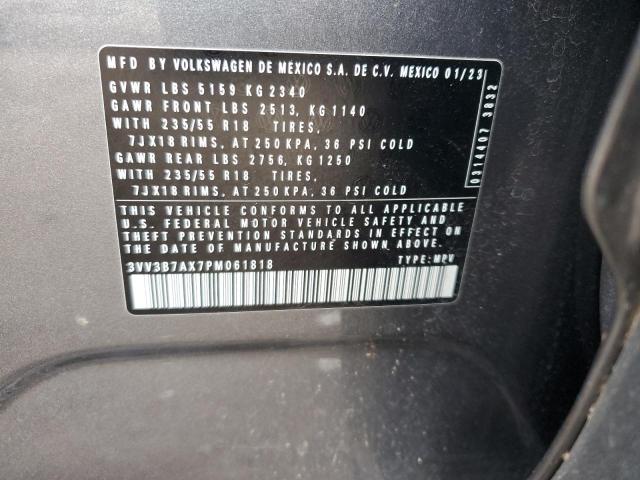 MFD BY VOLKSWAGEN DE MEXICO S.A. DE C.V. MEXICO 01/23
GVWR LBS 5159 KG 2340
GAWR FRONT LBS 2513, KG 1140
WITH 235/55 R18 TIRES,
7JX18 RIMS, AT 250 KPA, 36 PSI COLD
GAWR REAR LBS 2756, KG 1250
WITH 235/55 R18 TIRES,
7JX18 RIMS, AT 250 KPA, 36 PSI COLD
THIS VEHICLE CONFORMS TO ALL APPLICABLE
U.S. FEDERAL MOTOR VEHICLE SAFETY AND
THEFT PREVENTION STANDARDS IN EFFECT ON
THE DATE OF MANUFACTURE SHOWN ABOVE
3VV3B7AX7PM061818 TYPE: MPV
0314407 3832